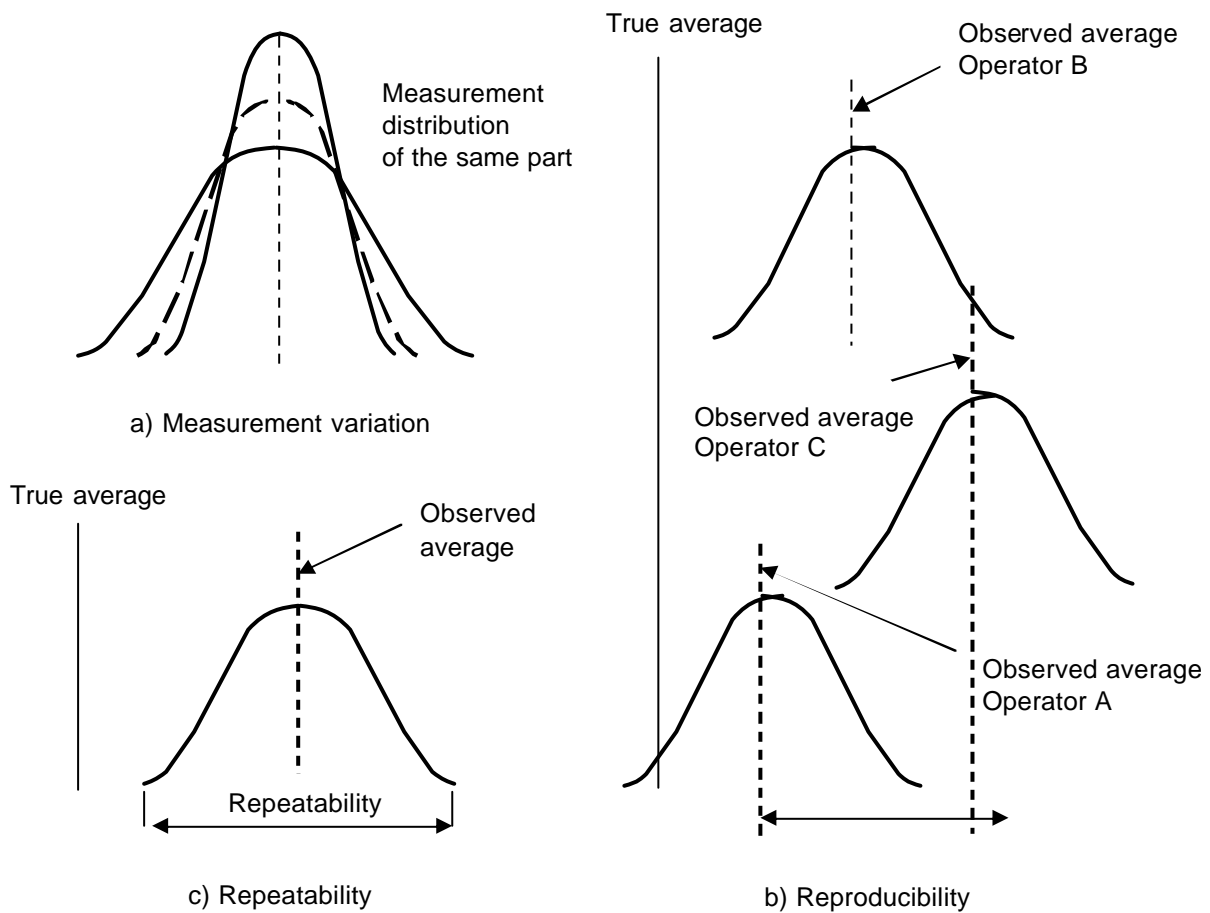 Measurement
distribution
of the same part
a) Measurement variation
True average
Observed average
Operator B
Observed average
Operator C
Observed average
Operator A
b) Reproducibility
True average
Observed
average
Repeatability
c) Repeatability